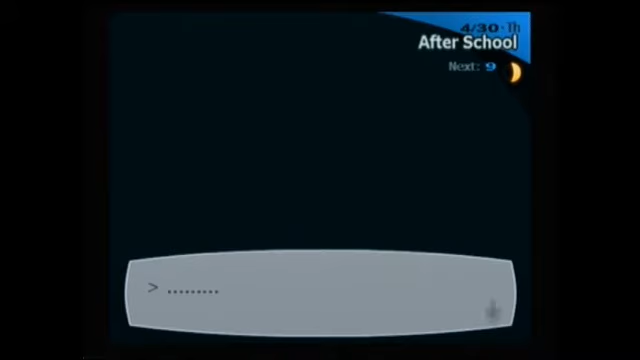 4/30·Th
After School
Next: 9
> .........